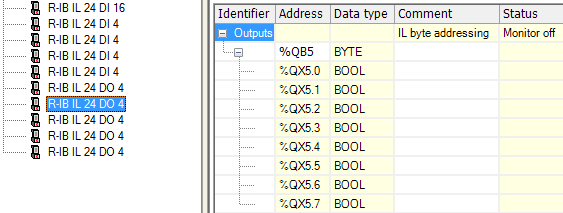 R-IB IL 24 DI 16
R-IB IL 24 DI 4
R-IB IL 24 DI 4
R-IB IL 24 DI 4
R-IB IL 24 DI 4
R-IB IL 24 DO 4
R-IB IL 24 DO 4
R-IB IL 24 DO 4
R-IB IL 24 DO 4
R-IB IL 24 DO 4
Identifier Address Data type Comment Status
Outputs IL byte addressing Monitor off
%QB5 BYTE
%QX5.0 BOOL
%QX5.1 BOOL
%QX5.2 BOOL
%QX5.3 BOOL
%QX5.4 BOOL
%QX5.5 BOOL
%QX5.6 BOOL
%QX5.7 BOOL